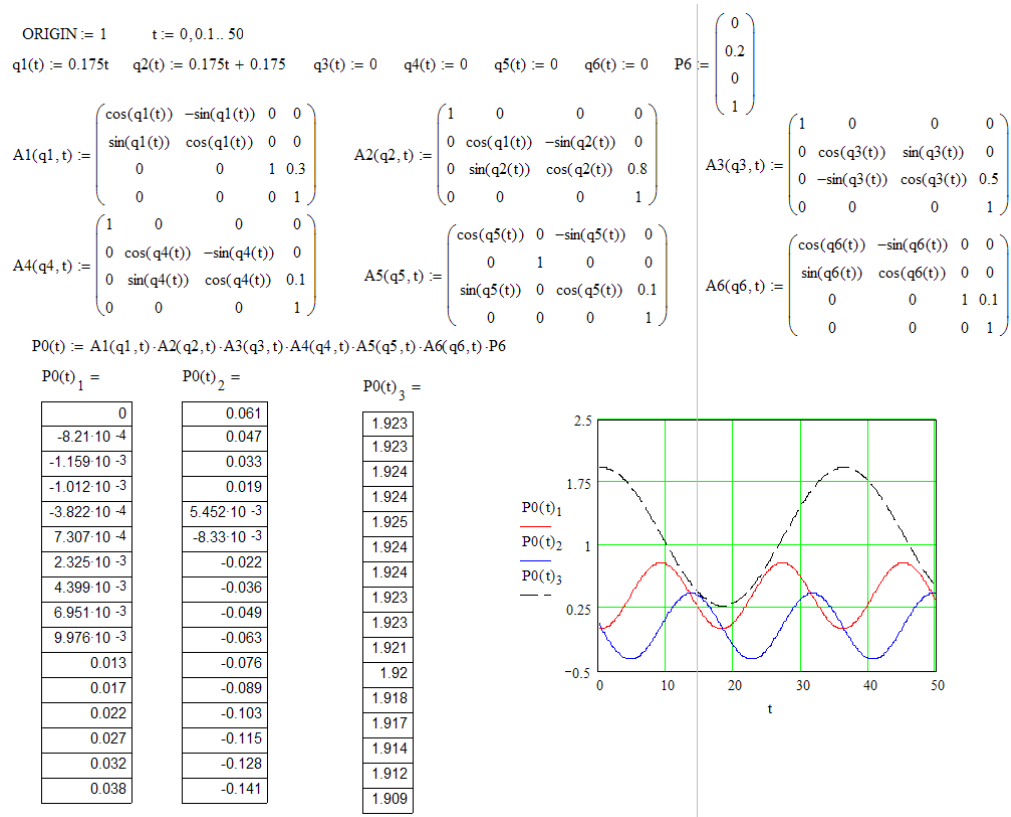 ORIGIN := 1 t := 0, 0.1.. 50
q1(t) := 0.175t q2(t) := 0.175t + 0.175 q3(t) := 0 q4(t) := 0 q5(t) := 0 q6(t) := 0 P6 :=
0
0.2
0
1
A1(q1, t) :=
cos(q1(t)) −sin(q1(t)) 0 0
sin(q1(t)) cos(q1(t)) 0 0
0 0 1 0.3
0 0 0 1
A2(q2, t) :=
1 0 0 0
0 cos(q2(t)) −sin(q2(t)) 0
0 sin(q2(t)) cos(q2(t)) 0.8
0 0 0 1
A3(q3, t) :=
1 0 0 0
0 cos(q3(t)) sin(q3(t)) 0
0 −sin(q3(t)) cos(q3(t)) 0.5
0 0 0 1
A4(q4, t) :=
1 0 0 0
0 cos(q4(t)) −sin(q4(t)) 0
0 sin(q4(t)) cos(q4(t)) 0.1
0 0 0 1
A5(q5, t) :=
cos(q5(t)) 0 −sin(q5(t)) 0
0 1 0 0
sin(q5(t)) 0 cos(q5(t)) 0.1
0 0 0 1
A6(q6, t) :=
cos(q6(t)) −sin(q6(t)) 0 0
sin(q6(t)) cos(q6(t)) 0 0
0 0 1 0.1
0 0 0 1
P0(t) := A1(q1, t)·A2(q2, t)·A3(q3, t)·A4(q4, t)·A5(q5, t)·A6(q6, t)·P6
P0(t)1 =
0
-8.21·10 -4
-1.159·10 -3
-1.012·10 -3
-3.822·10 -4
7.307·10 -4
2.325·10 -3
4.399·10 -3
6.951·10 -3
9.976·10 -3
0.013
0.017
0.022
0.027
0.032
0.038
P0(t)2 =
0.061
0.047
0.033
0.019
5.452·10 -3
-8.33·10 -3
-0.022
-0.036
-0.049
-0.063
-0.076
-0.089
-0.103
-0.115
-0.128
-0.141
P0(t)3 =
1.923
1.923
1.924
1.924
1.925
1.924
1.924
1.923
1.923
1.921
1.92
1.918
1.917
1.914
1.912
1.909
P0(t)1
P0(t)2
P0(t)3
2.5
1.75
1
0.25
−0.5
0 10 20 30 40 50
t